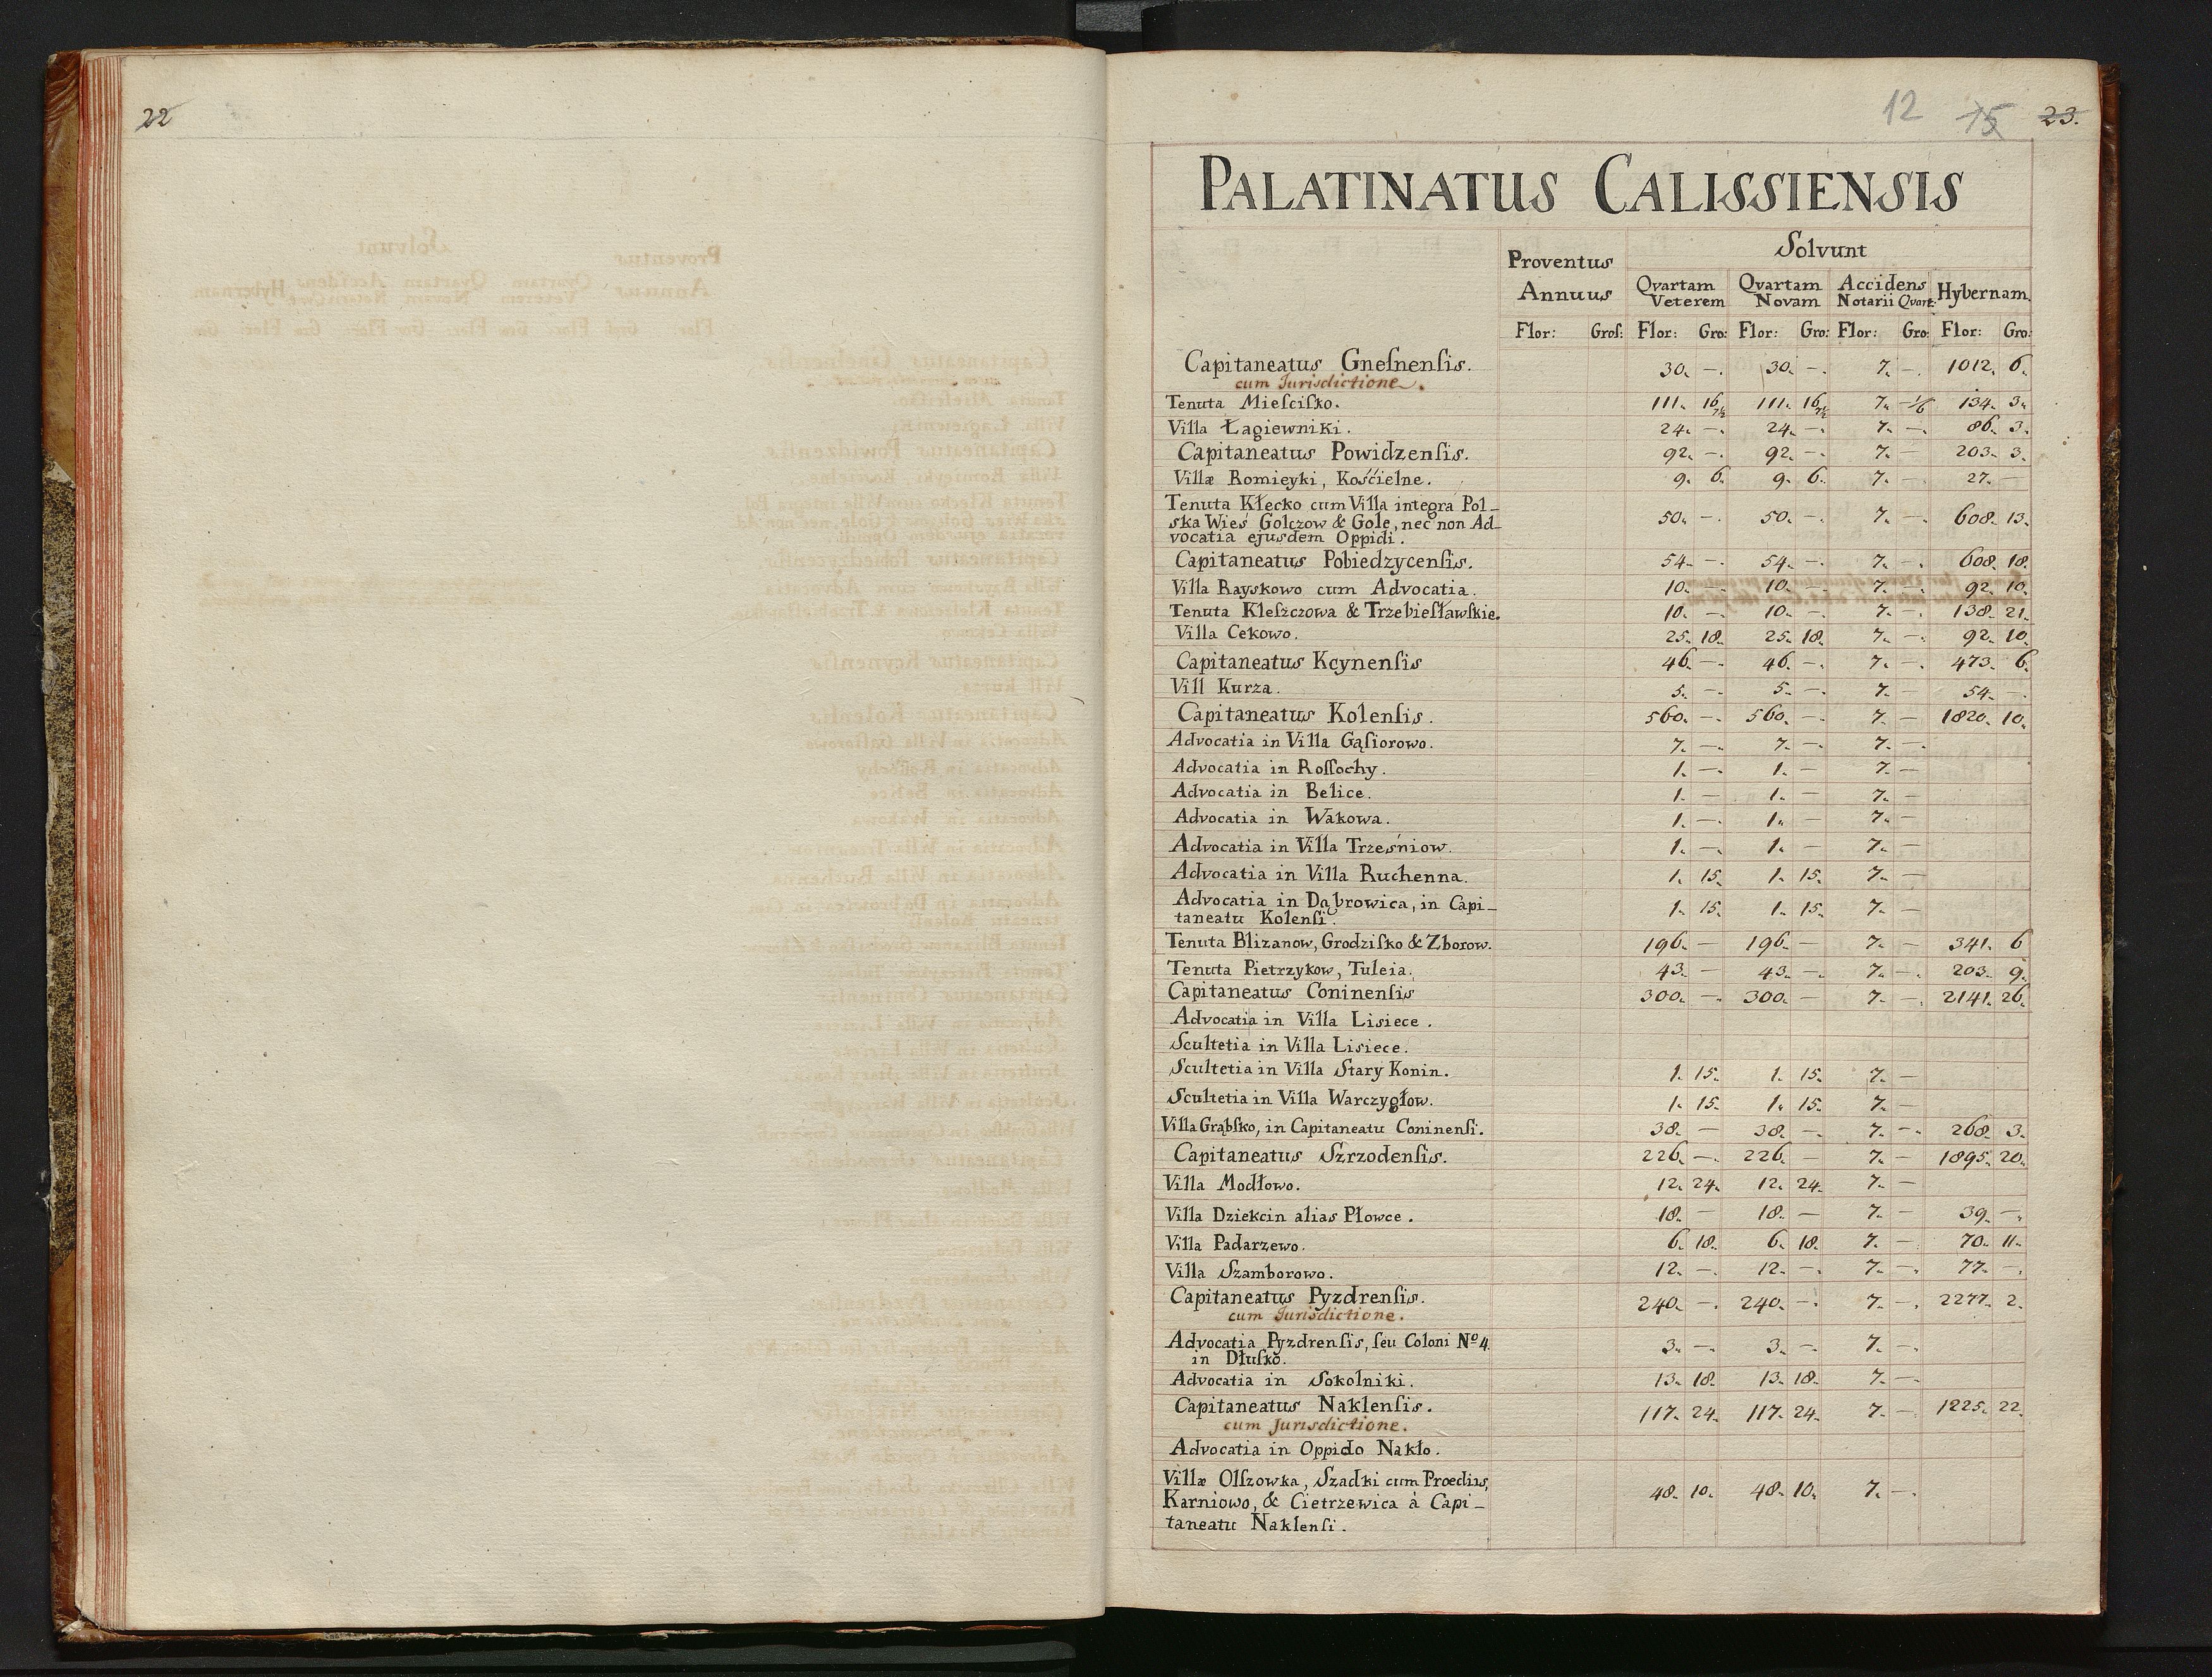 22
12 15 23.
PALATINATUS CALISSIENSIS
Proventus Annuus
Solvunt
Qvartam Veterem
Qvartam Novam
Accidens Notarii Qvart:
Hybernam.
Flor: Groſ: Flor: Gro: Flor: Gro: Flor: Gro: Flor: Gro:
Capitaneatus Gneſnenſis. 30. —. 30. —. 7. —. 1012. 6.
cum Jurisdictione.
Tenuta Mieſciſko. 111. 16 111. 16 7. 134. 3.
Villa Łagiewniki. 24. —. 24. —. 7. —. 86. 3.
Capitaneatus Powidzenſis. 92. —. 92. —. 7. — 203. 3.
Villæ Romieyki, Kośćielne. 9. 6. 9. 6. 7. —. 27. —
Tenuta Kłecko cum Villa integra Pol-
ska Wieś Golczow & Gole, nec non Ad- 50. —. 50. —. 7. —. 608. 13.
vocatia ejusdem Oppidi.
Capitaneatus Pobiedzycenſis. 54. —. 54. —. 7. —. 608. 18.
Villa Rayskowo cum Advocatia. 10. —. 10. —. 7. —. 92. 10.
Tenuta Kleſzczowa & Trzebieſławſkie. 10. —. 10. —. 7. —. 138. 21.
Villa Cekowo. 25. 18. 25. 18. 7. —. 92. 10.
Capitaneatus Kcynenſis 46. —. 46. —. 7. —. 473. 6.
Vill Kurza. 5. —. 5. —. 7. — 54. —.
Capitaneatus Kolenſis. 560. —. 560. —. 7. — 1820. 10.
Advocatia in Villa Gąſiorowo. 7. —. 7. —. 7. —.
Advocatia in Roſſochy. 1. —. 1. — 7. —
Advocatia in Belice. 1. — 1. — 7. —
Advocatia in Wakowa. 1. —. 1. — 7. —
Advocatia in Villa Trześniow. 1. —. 1. — 7. —
Advocatia in Villa Ruchenna. 1. 15. 1. 15. 7. —
Advocatia in Dąbrowica, in Capi-
taneatu Kolenſi. 1. 15. 1. 15. 7. —
Tenuta Blizanow, Grodziſko & Zborow. 196. — 196. — 7. — 341. 6
Tenuta Pietrzykow, Tuleia. 43. — 43. —. 7. —. 203. 9.
Capitaneatus Coninenſis 300. —. 300. — 7. —. 2141. 26.
Advocatia in Villa Lisiece.
Scultetia in Villa Lisiece.
Scultetia in Villa Stary Konin. 1. 15. 1. 15. 7. —
Scultetia in Villa Warczygłow. 1. 15. 1. 15. 7. —
Villa Grąbſko, in Capitaneatu Coninenſi. 38. — 38. —. 7. —. 268. 3.
Capitaneatus Szrzodenſis. 226. —. 226. — 7. — 1895. 20.
Villa Modłowo. 12. 24. 12. 24. 7. —
Villa Dziekcin alias Płowce. 18. — 18. — 7. — 39. —.
Villa Padarzewo. 6. 18. 6. 18. 7. — 70. 11.
Villa Szamborowo. 12. —. 12. —. 7. —. 77. —.
Capitaneatus Pyzdrenſis. 240. —. 240. —. 7. —. 2277. 2.
cum Jurisdictione.
Advocatia Pyzdrenſis, ſeu Coloni Nº 4. 3. —. 3. —. 7. —.
in Dłuſkō.
Advocatia in Sokolniki. 13. 18. 13. 18. 7. —.
Capitaneatus Naklenſis. 117. 24. 117. 24. 7. —. 1225. 22.
cum Jurisdictione.
Advocatia in Oppido Nakło.
Villæ Olſzowka, Szadki cum Prœdiis,
Karniowo, & Cietrzewica à Capi- 48. 10. 48. 10. 7. —.
taneatu Naklenſi.